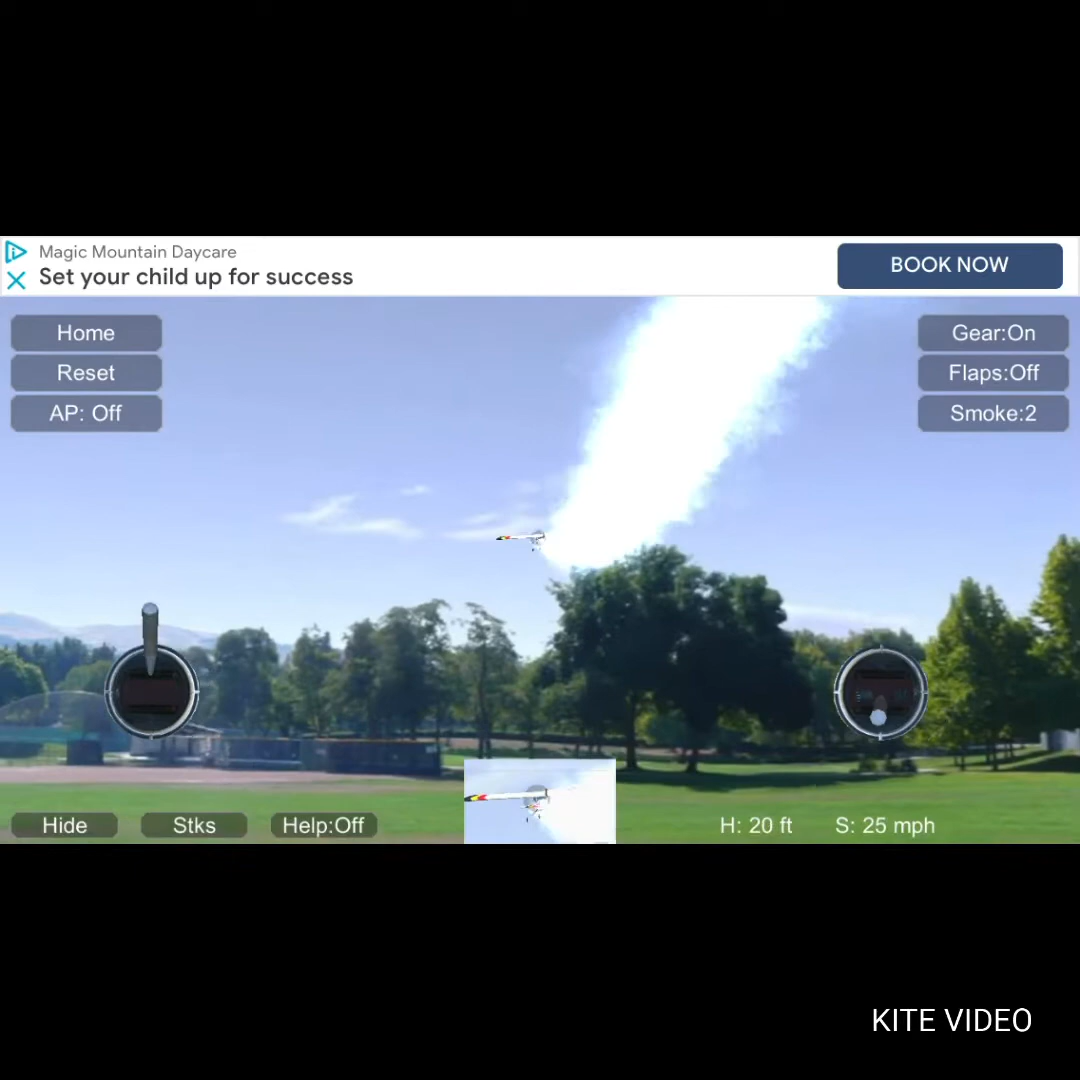 Magic Mountain Daycare
Set your child up for success
BOOK NOW
Home
Reset
AP: Off
Gear:On
Flaps:Off
Smoke:2
Hide
Stks
Help:Off
H: 20 ft
S: 25 mph
KITE VIDEO